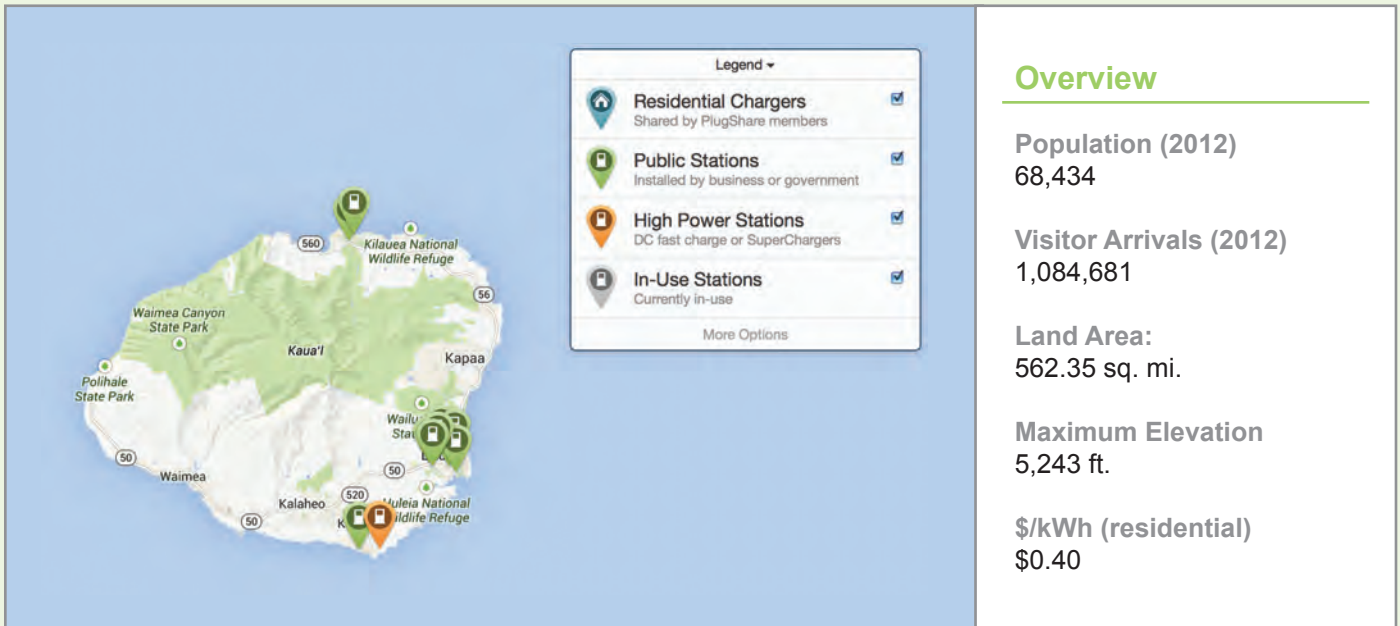 Legend
Residential Chargers
Shared by PlugShare members
Public Stations
Installed by business or government
High Power Stations
DC fast charge or SuperChargers
In-Use Stations
Currently in-use
More Options
560
Kilauea National
Wildlife Refuge
56
Waimea Canyon
State Park
Kaua'I
Kapaa
Polihale
State Park
50
Waimea
50
520
Kalaheo
50
Huleia National
Wildlife Refuge
Overview
Population (2012)
68,434
Visitor Arrivals (2012)
1,084,681
Land Area:
562.35 sq. mi.
Maximum Elevation
5,243 ft.
$/kWh (residential)
$0.40